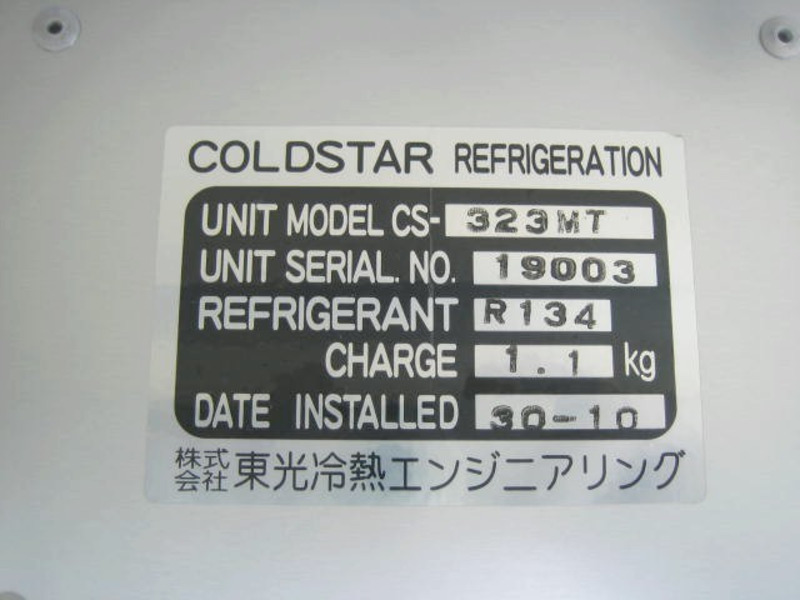 COLDSTAR REFRIGERATION
UNIT MODEL CS- 323MT
UNIT SERIAL. NO. 19003
REFRIGERANT R134
CHARGE 1.1 kg
DATE INSTALLED 30-10
株式会社 東光冷熱エンジニアリング